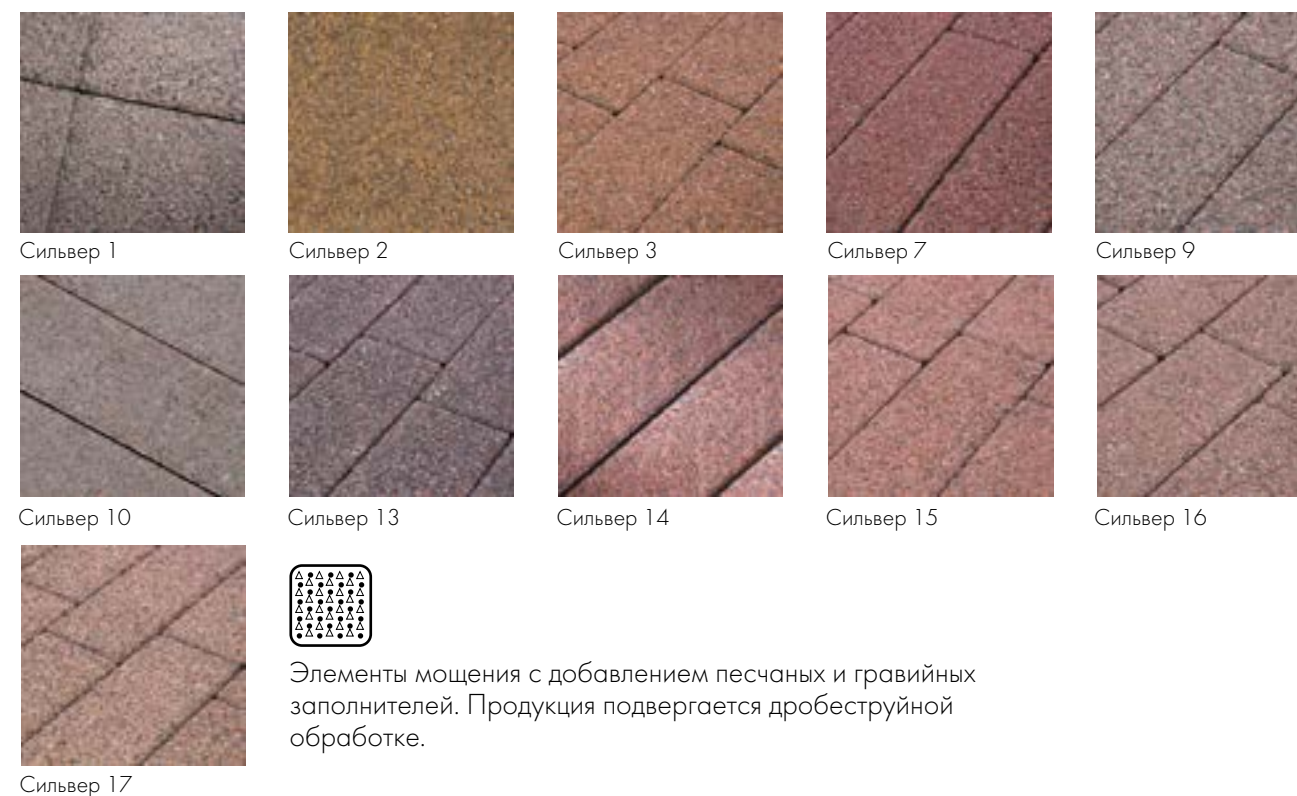 Сильвер 1
Сильвер 2
Сильвер 3
Сильвер 7
Сильвер 9
Сильвер 10
Сильвер 13
Сильвер 14
Сильвер 15
Сильвер 16
Сильвер 17
Элементы мощения с добавлением песчаных и гравийных
заполнителей. Продукция подвергается дробеструйной
обработке.